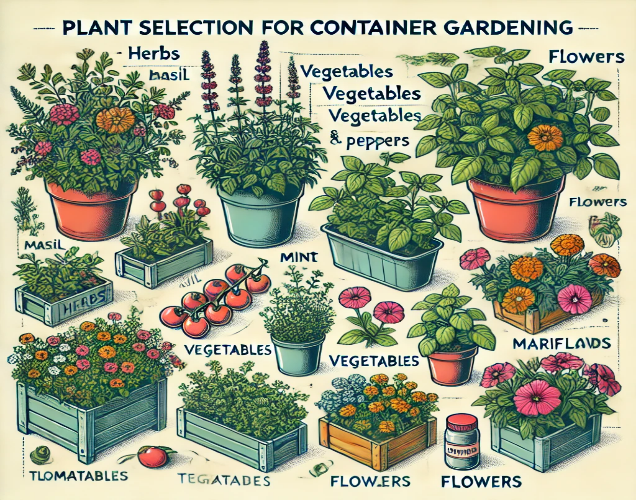 PLANT SELECTION FOR CONTAINER GARDENING
Herbs
basil
Flowers
Vegetables
Vegetables
Vegetables
& peppers
Flowers
MASIL
MINT
HERBS
VEGETABLES
VEGETABLES
MARIFLAVDS
TLOMATABLES
TEGATADES
FLOWERS
FLOWERS